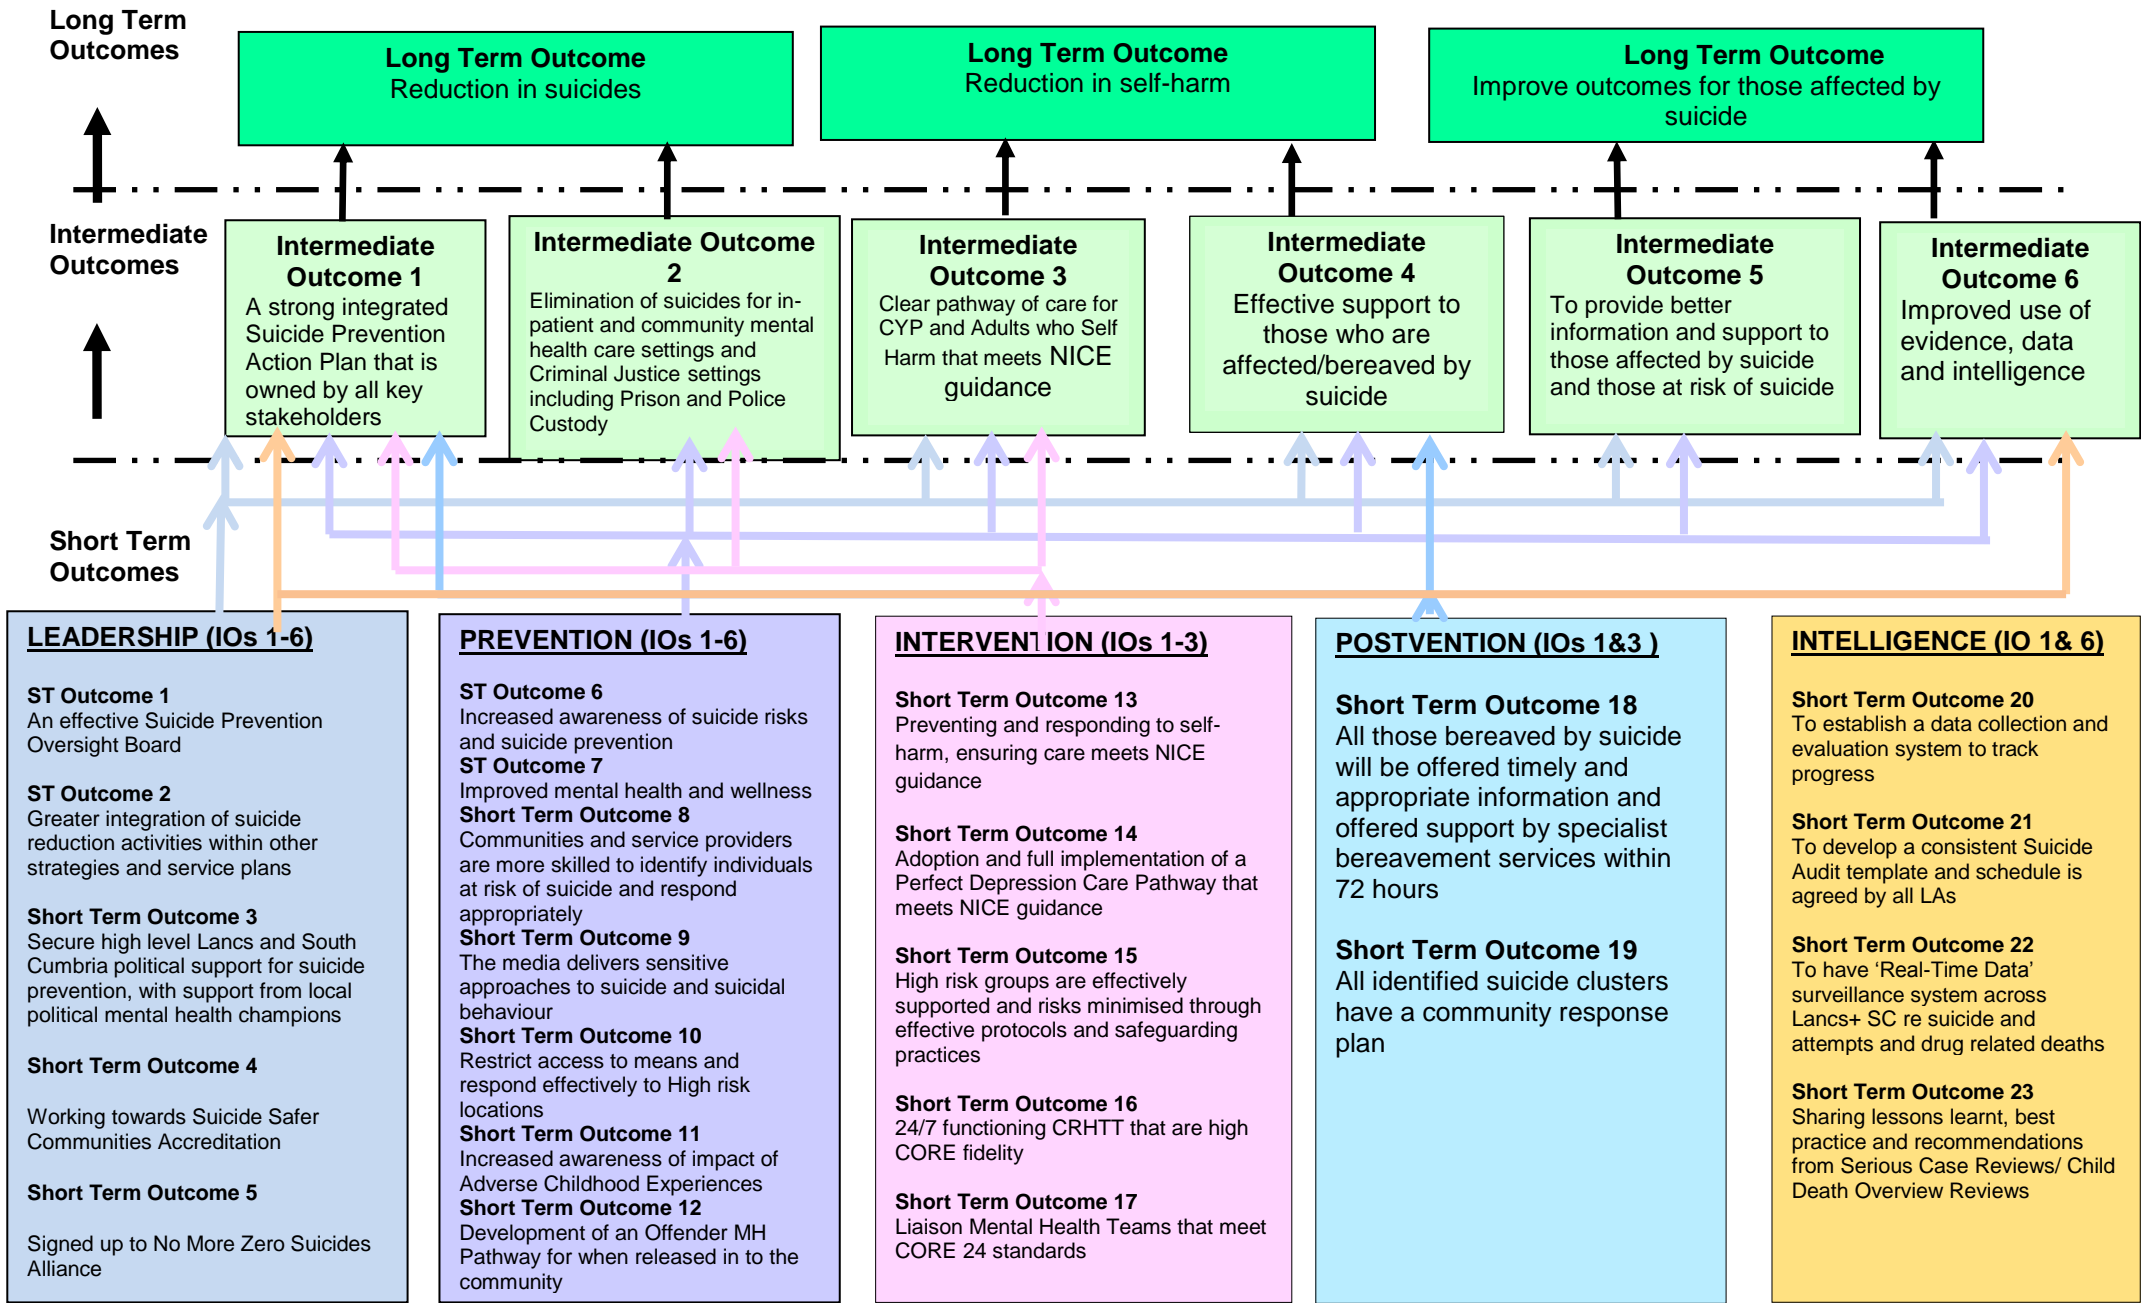 Long Term
Outcomes
Long Term Outcome
Reduction in suicides
Long Term Outcome
Reduction in self-harm
Long Term Outcome
Improve outcomes for those affected by
suicide
Intermediate
Outcomes
Intermediate
Outcome 1
A strong integrated
Suicide Prevention
Action Plan that is
owned by all key
stakeholders
Intermediate Outcome
2
Elimination of suicides for in-
patient and community mental
health care settings and
Criminal Justice settings
including Prison and Police
Custody
Intermediate
Outcome 3
Clear pathway of care for
CYP and Adults who Self
Harm that meets NICE
guidance
Intermediate
Outcome 4
Effective support to
those who are
affected/bereaved by
suicide
Intermediate
Outcome 5
To provide better
information and support to
those affected by suicide
and those at risk of suicide
Intermediate
Outcome 6
Improved use of
evidence, data
and intelligence
Short Term
Outcomes
LEADERSHIP (IOs 1-6)
ST Outcome 1
An effective Suicide Prevention
Oversight Board
ST Outcome 2
Greater integration of suicide
reduction activities within other
strategies and service plans
Short Term Outcome 3
Secure high level Lancs and South
Cumbria political support for suicide
prevention, with support from local
political mental health champions
Short Term Outcome 4
Working towards Suicide Safer
Communities Accreditation
Short Term Outcome 5
Signed up to No More Zero Suicides
Alliance
PREVENTION (IOs 1-6)
ST Outcome 6
Increased awareness of suicide risks
and suicide prevention
ST Outcome 7
Improved mental health and wellness
Short Term Outcome 8
Communities and service providers
are more skilled to identify individuals
at risk of suicide and respond
appropriately
Short Term Outcome 9
The media delivers sensitive
approaches to suicide and suicidal
behaviour
Short Term Outcome 10
Restrict access to means and
respond effectively to High risk
locations
Short Term Outcome 11
Increased awareness of impact of
Adverse Childhood Experiences
Short Term Outcome 12
Development of an Offender MH
Pathway for when released in to the
community
INTERVENTION (IOs 1-3)
Short Term Outcome 13
Preventing and responding to self-
harm, ensuring care meets NICE
guidance
Short Term Outcome 14
Adoption and full implementation of a
Perfect Depression Care Pathway that
meets NICE guidance
Short Term Outcome 15
High risk groups are effectively
supported and risks minimised through
effective protocols and safeguarding
practices
Short Term Outcome 16
24/7 functioning CRHTT that are high
CORE fidelity
Short Term Outcome 17
Liaison Mental Health Teams that meet
CORE 24 standards
POSTVENTION (IOs 1&3 )
Short Term Outcome 18
All those bereaved by suicide
will be offered timely and
appropriate information and
offered support by specialist
bereavement services within
72 hours
Short Term Outcome 19
All identified suicide clusters
have a community response
plan
INTELLIGENCE (IO 1& 6)
Short Term Outcome 20
To establish a data collection and
evaluation system to track
progress
Short Term Outcome 21
To develop a consistent Suicide
Audit template and schedule is
agreed by all LAs
Short Term Outcome 22
To have ‘Real-Time Data’
surveillance system across
Lancs+ SC re suicide and
attempts and drug related deaths
Short Term Outcome 23
Sharing lessons learnt, best
practice and recommendations
from Serious Case Reviews/ Child
Death Overview Reviews